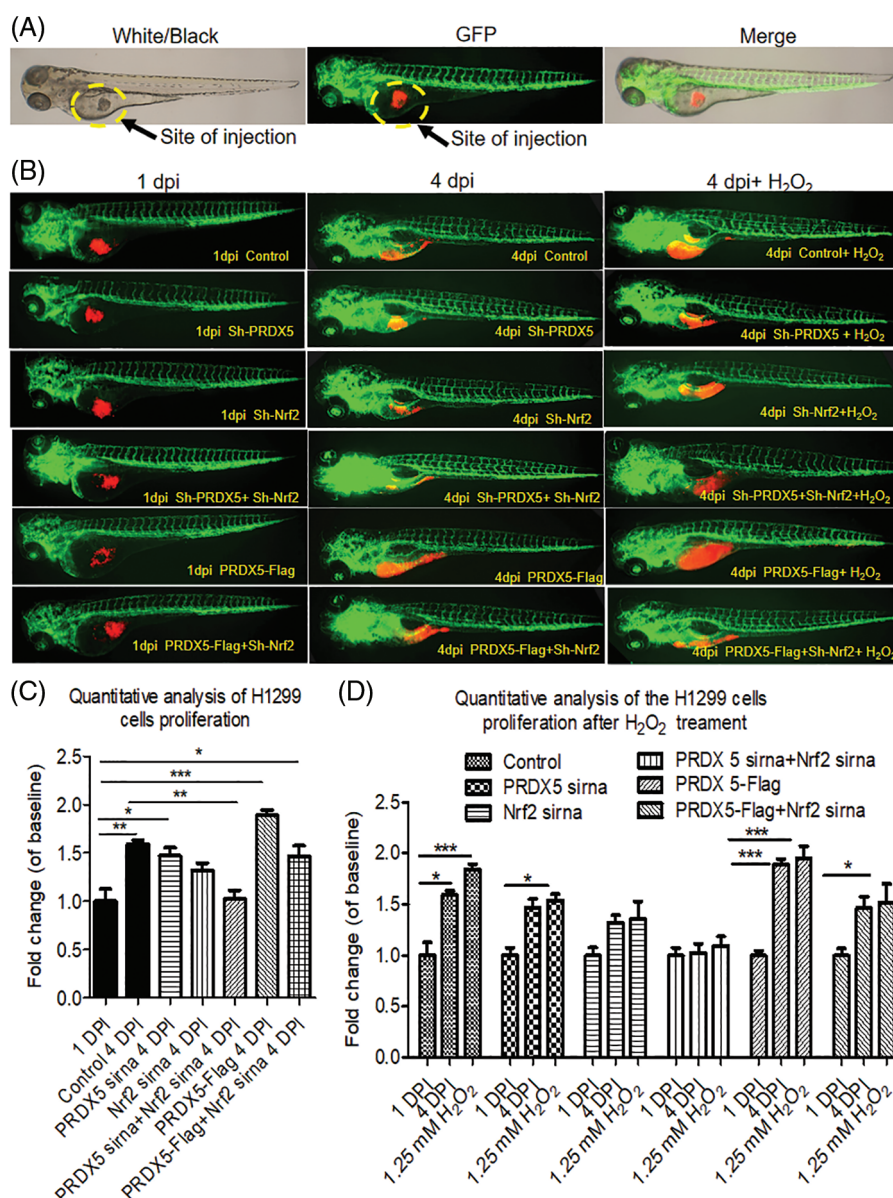 (A)
White/Black
GFP
Merge
Site of injection
Site of injection
(B)
1 dpi
4 dpi
4 dpi+ H₂O₂
1dpi Control
4dpi Control
4dpi Control+ H₂O₂
1dpi Sh-PRDX5
4dpi Sh-PRDX5
4dpi Sh-PRDX5 + H₂O₂
1dpi Sh-Nrf2
4dpi Sh-Nrf2
4dpi Sh-Nrf2+H₂O₂
1dpi Sh-PRDX5+ Sh-Nrf2
4dpi Sh-PRDX5+ Sh-Nrf2
4dpi Sh-PRDX5+Sh-Nrf2+H₂O₂
1dpi PRDX5-Flag
4dpi PRDX5-Flag
4dpi PRDX5-Flag+ H₂O₂
1dpi PRDX5-Flag+Sh-Nrf2
4dpi PRDX5-Flag+Sh-Nrf2
4dpi PRDX5-Flag+Sh-Nrf2+ H₂O₂
(C)
Quantitative analysis of H1299
cells proliferation
Fold change (of baseline)
2.5
2.0
1.5
1.0
0.5
0.0
*
***
**
*
**
1 DPI
Control 4 DPI
PRDX5 sirna 4 DPI
Nrf2 sirna 4 DPI
PRDX5 sirna+Nrf2 sirna 4 DPI
PRDX5-Flag 4 DPI
PRDX5-Flag+Nrf2 sirna 4 DPI
(D)
Quantitative analysis of the H1299 cells
proliferation after H₂O₂ treament
Control
PRDX5 sirna
Nrf2 sirna
PRDX 5 sirna+Nrf2 sirna
PRDX 5-Flag
PRDX5-Flag+Nrf2 sirna
Fold change (of baseline)
2.0
1.5
1.0
0.5
0.0
***
*
*
***
***
*
1 DPI
4 DPI
1.25 mM H₂O₂
1 DPI
4 DPI
1.25 mM H₂O₂
1 DPI
4 DPI
1.25 mM H₂O₂
1 DPI
4 DPI
1.25 mM H₂O₂
1 DPI
4 DPI
1.25 mM H₂O₂
1 DPI
4 DPI
1.25 mM H₂O₂